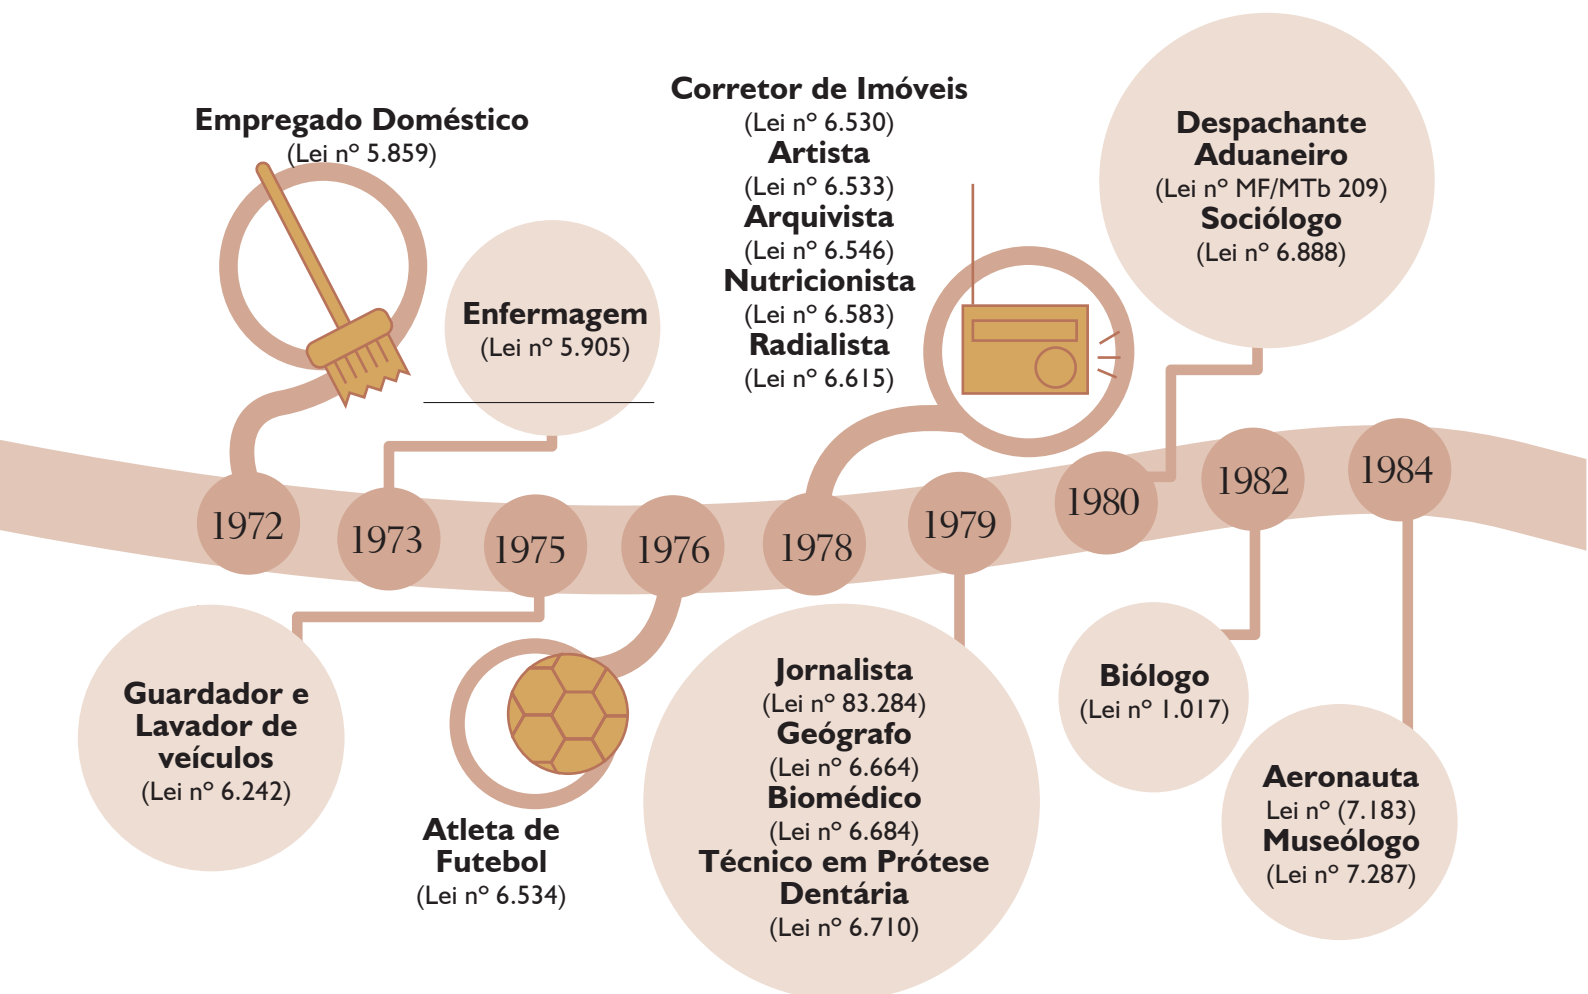 Empregado Doméstico
(Lei nº 5.859)
Enfermagem
(Lei nº 5.905)
Corretor de Imóveis
(Lei nº 6.530)
Artista
(Lei nº 6.533)
Arquivista
(Lei nº 6.546)
Nutricionista
(Lei nº 6.583)
Radialista
(Lei nº 6.615)
Despachante
Aduaneiro
(Lei nº MF/MTb 209)
Sociólogo
(Lei nº 6.888)
1972
1973
1975
1976
1978
1979
1980
1982
1984
Guardador e
Lavador de
veículos
(Lei nº 6.242)
Atleta de
Futebol
(Lei nº 6.534)
Jornalista
(Lei nº 83.284)
Geógrafo
(Lei nº 6.664)
Biomédico
(Lei nº 6.684)
Técnico em Prótese
Dentária
(Lei nº 6.710)
Biólogo
(Lei nº 1.017)
Aeronauta
Lei nº (7.183)
Museólogo
(Lei nº 7.287)